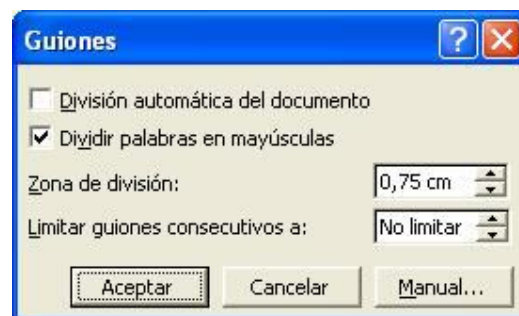 Guiones
División automática del documento
Dividir palabras en mayúsculas
Zona de división: 0,75 cm
Limitar guiones consecutivos a: No limitar
Aceptar Cancelar Manual...